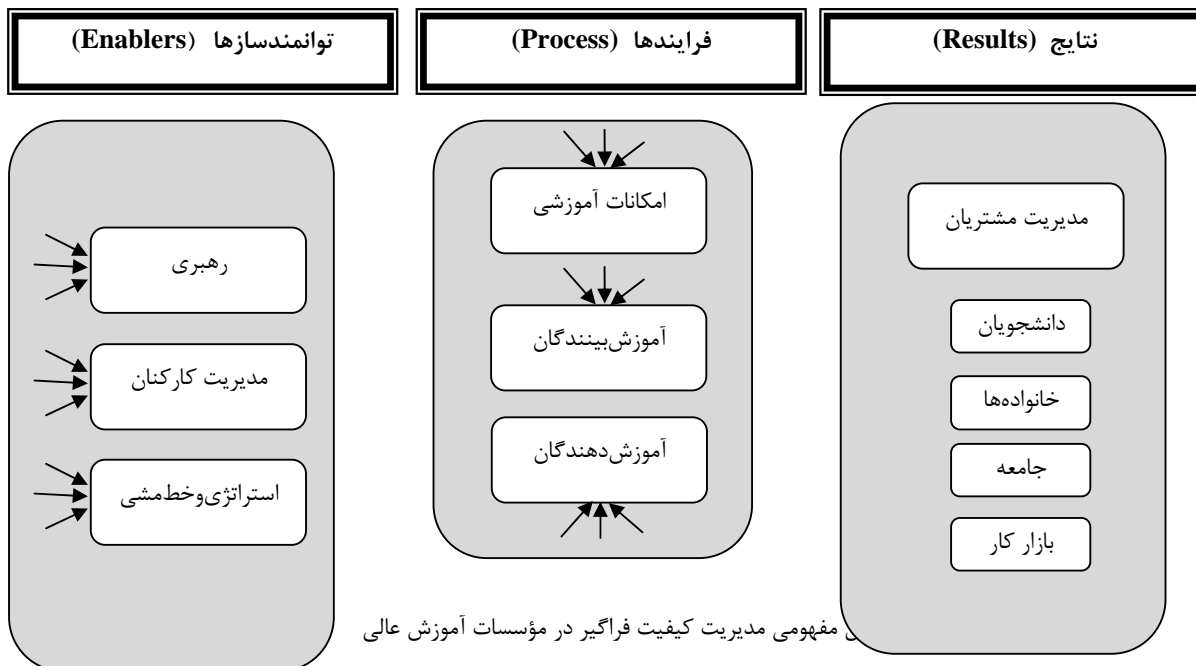 توانمندسازها (Enablers)
فرایندها (Process)
نتایج (Results)
رهبری
مدیریت کارکنان
استراتژی‌وخط‌مشی
امکانات آموزشی
آموزش‌بینندگان
آموزش‌دهندگان
مدیریت مشتریان
دانشجویان
خانواده‌ها
جامعه
بازار کار
مفهومی مدیریت کیفیت فراگیر در مؤسسات آموزش عالی